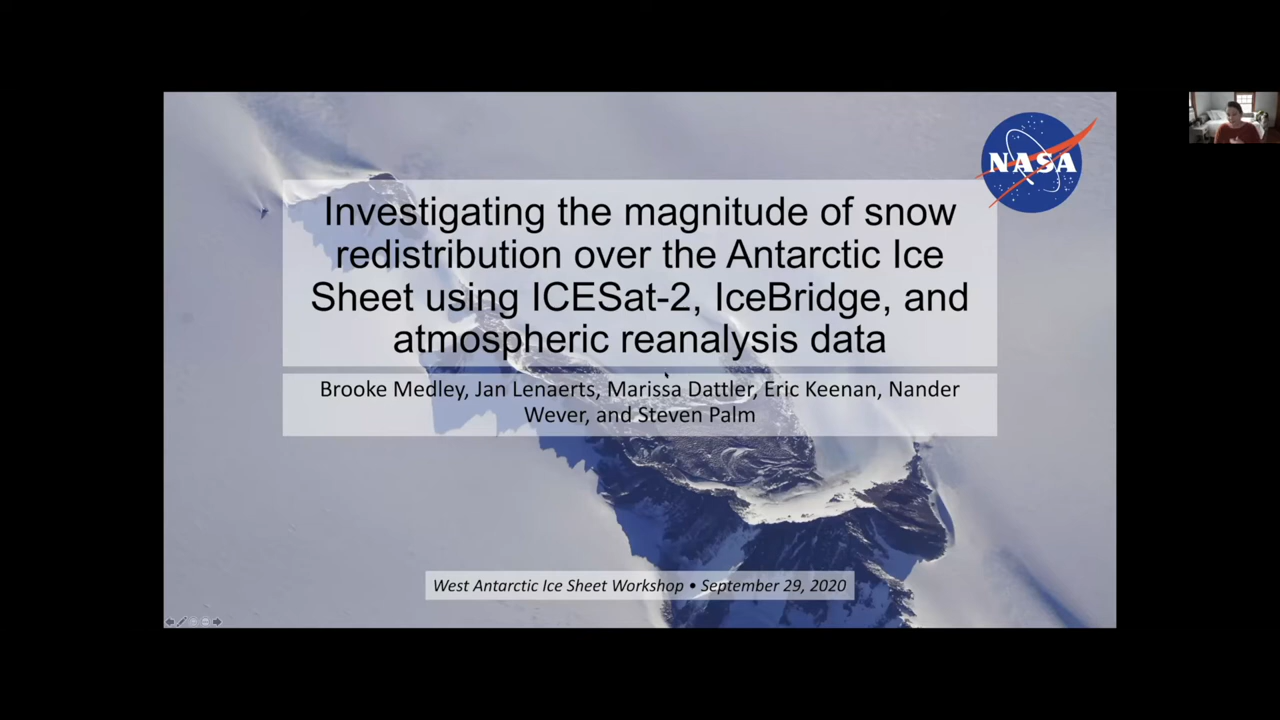 NASA
Investigating the magnitude of snow
redistribution over the Antarctic Ice
Sheet using ICESat-2, IceBridge, and
atmospheric reanalysis data
Brooke Medley, Jan Lenaerts, Marissa Dattler, Eric Keenan, Nander
Wever, and Steven Palm
West Antarctic Ice Sheet Workshop • September 29, 2020